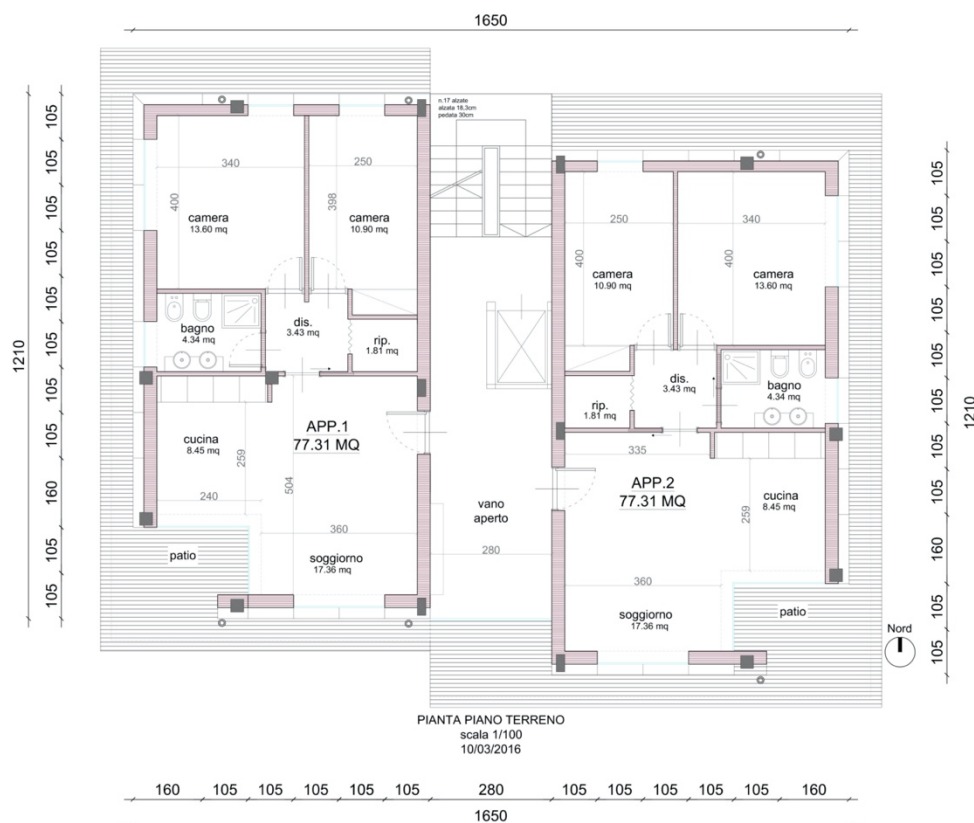 1650
n.17 alzate
alzata 18,3cm
pedata 30cm
105
105
105
105
105
105
105
160
105
105
1210
340
400
camera
13.60 mq
250
398
camera
10.90 mq
bagno
4.34 mq
dis.
3.43 mq
rip.
1.81 mq
APP.1
77.31 MQ
cucina
8.45 mq
259
240
504
360
patio
soggiorno
17.36 mq
vano
aperto
280
250
400
camera
10.90 mq
340
400
camera
13.60 mq
rip.
1.81 mq
dis.
3.43 mq
bagno
4.34 mq
335
APP.2
77.31 MQ
cucina
8.45 mq
259
360
soggiorno
17.36 mq
patio
105
105
105
105
105
105
105
160
105
105
1210
Nord
PIANTA PIANO TERRENO
scala 1/100
10/03/2016
160 105 105 105 105 105 280 105 105 105 105 105 160
1650